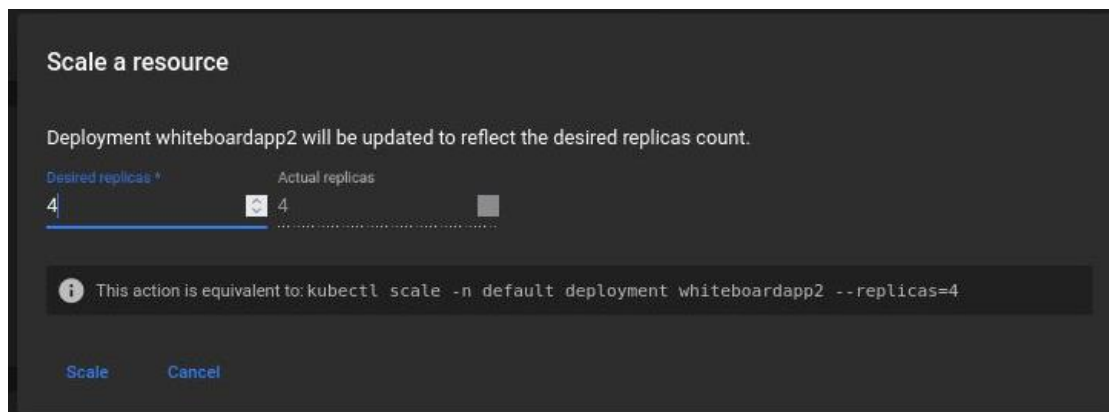 Scale a resource
Deployment whiteboardapp2 will be updated to reflect the desired replicas count.
Desired replicas * Actual replicas
4 4
This action is equivalent to: kubectl scale -n default deployment whiteboardapp2 --replicas=4
Scale Cancel